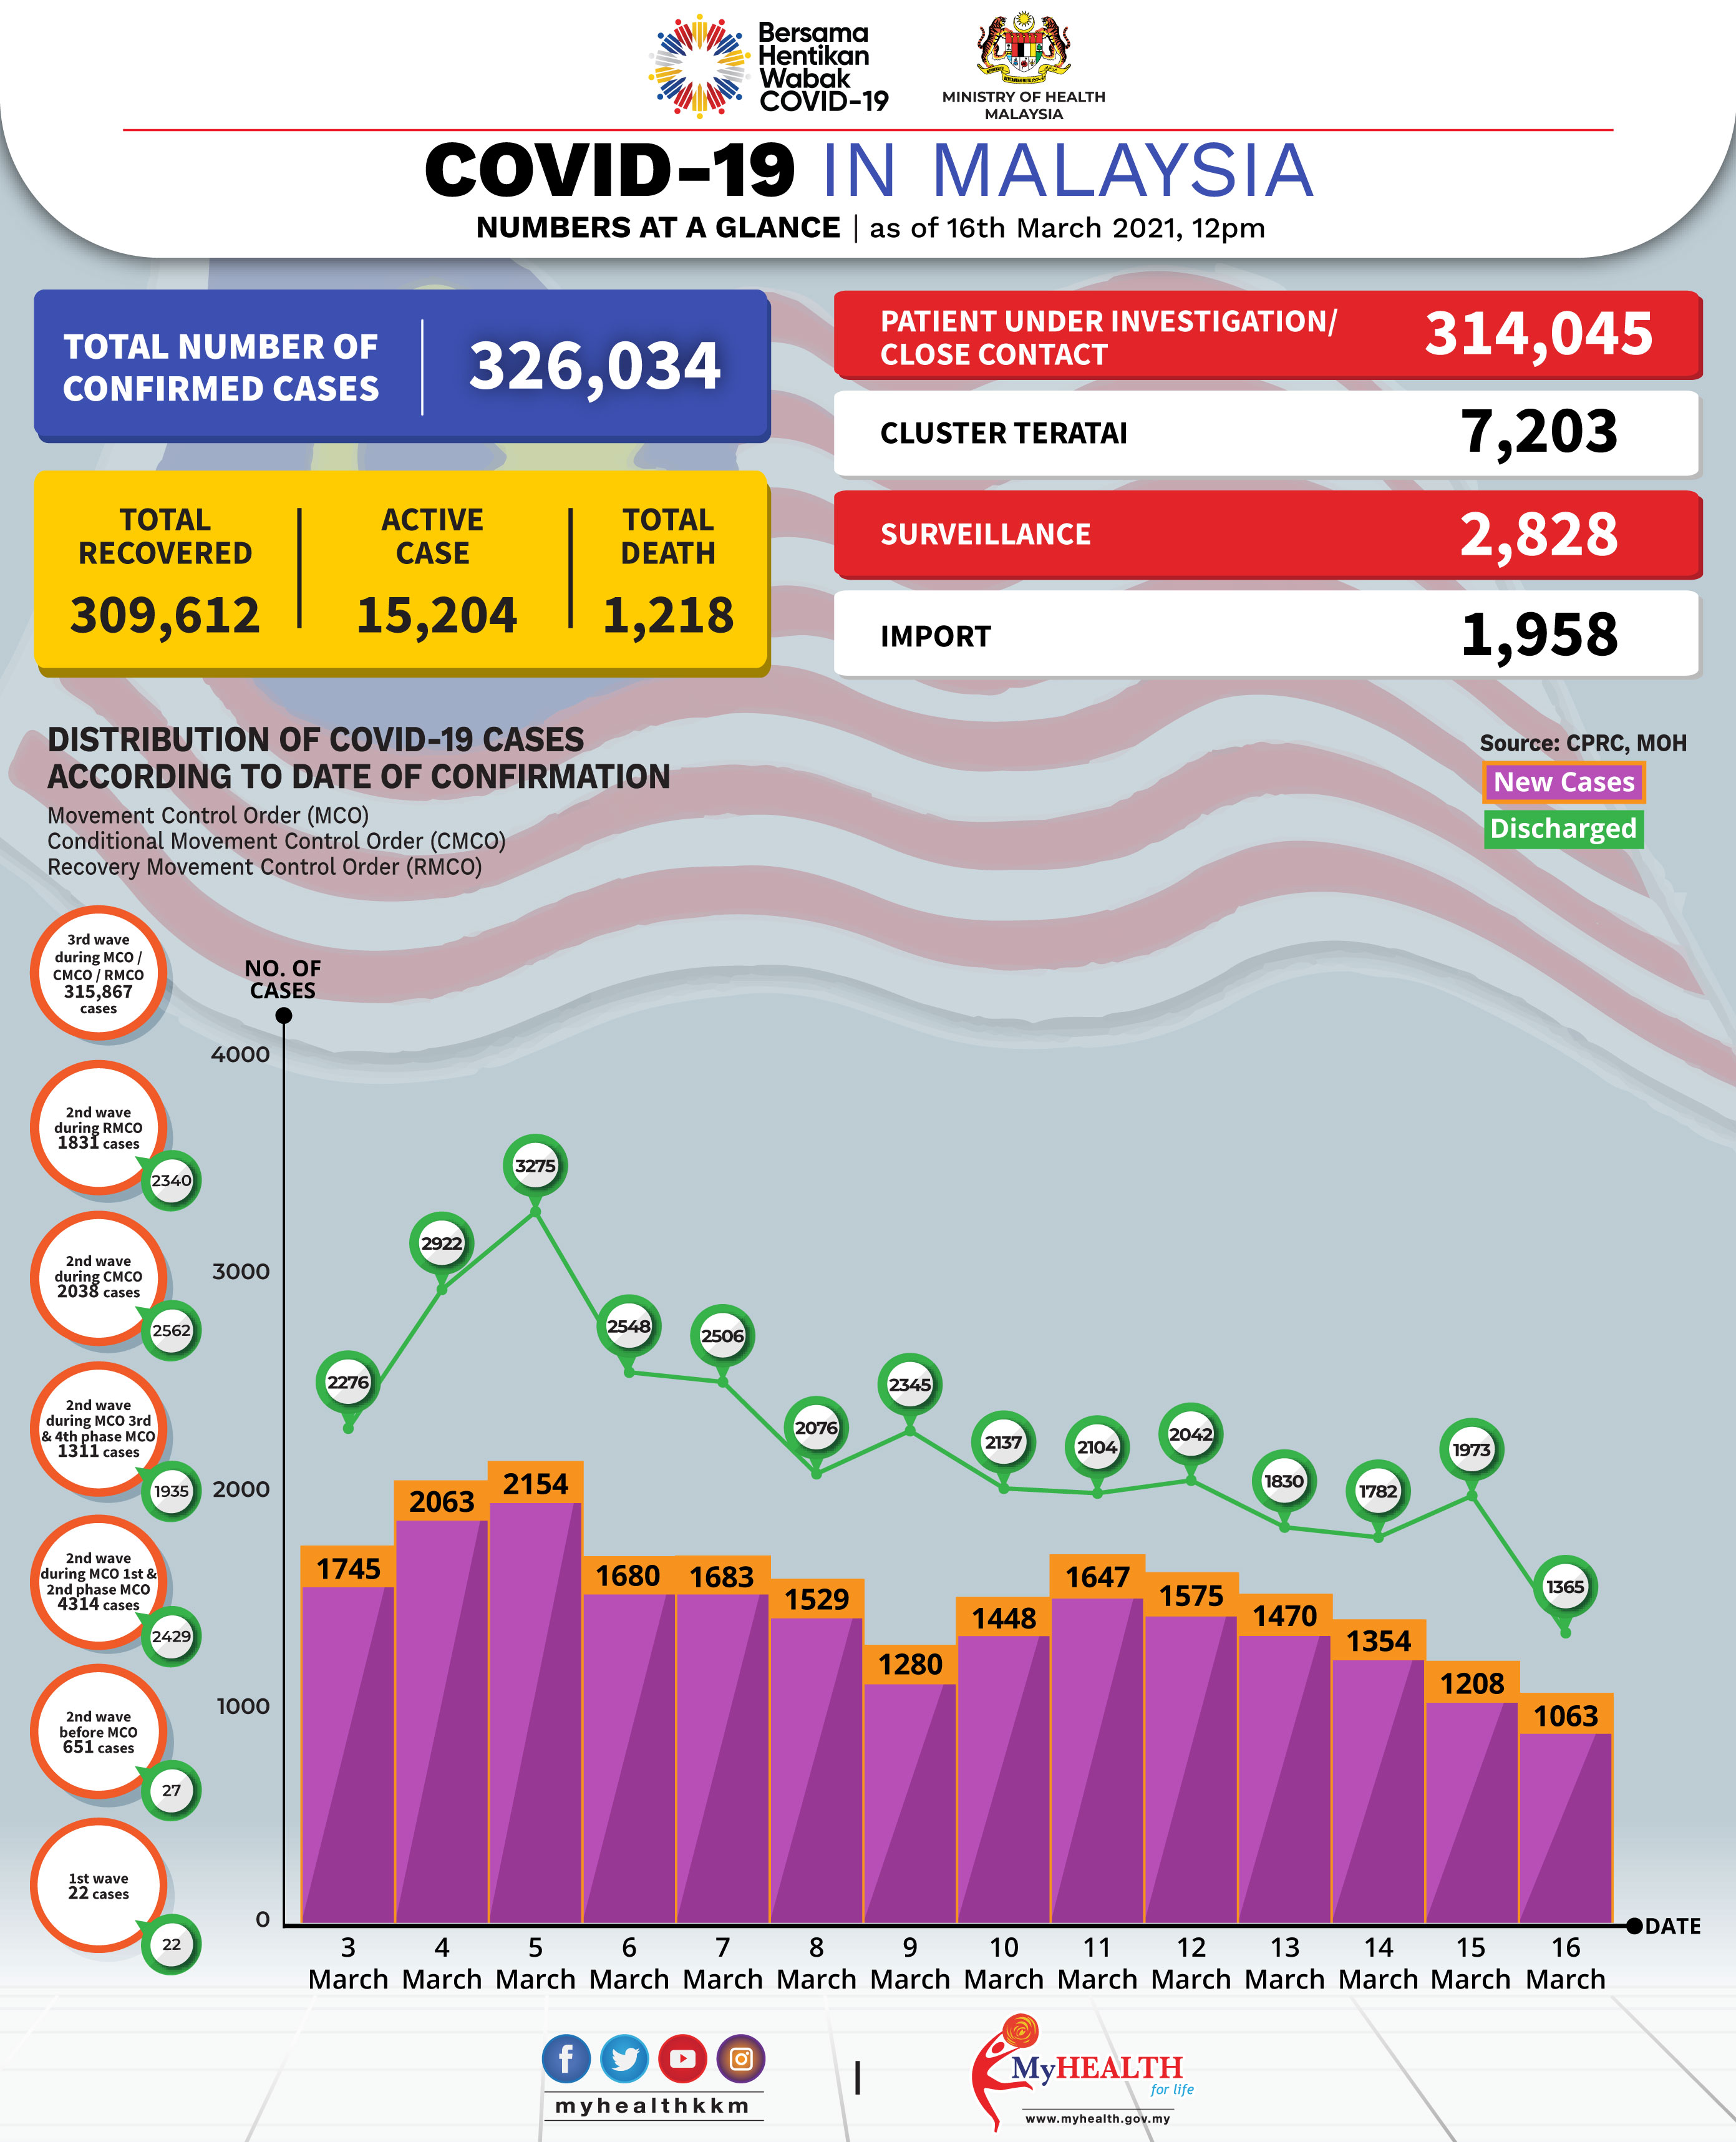 Bersama
Hentikan
Wabak
COVID-19
MINISTRY OF HEALTH
MALAYSIA
COVID-19 IN MALAYSIA
NUMBERS AT A GLANCE | as of 16th March 2021, 12pm
TOTAL NUMBER OF
CONFIRMED CASES
326,034
TOTAL
RECOVERED
309,612
ACTIVE
CASE
15,204
TOTAL
DEATH
1,218
PATIENT UNDER INVESTIGATION/
CLOSE CONTACT
314,045
CLUSTER TERATAI
7,203
SURVEILLANCE
2,828
IMPORT
1,958
DISTRIBUTION OF COVID-19 CASES
ACCORDING TO DATE OF CONFIRMATION
Movement Control Order (MCO)
Conditional Movement Control Order (CMCO)
Recovery Movement Control Order (RMCO)
Source: CPRC, MOH
New Cases
Discharged
3rd wave
during MCO /
CMCO / RMCO
315,867
cases
2nd wave
during RMCO
1831 cases
2340
2nd wave
during CMCO
2038 cases
2562
2nd wave
during MCO 3rd
& 4th phase MCO
1311 cases
1935
2nd wave
during MCO 1st &
2nd phase MCO
4314 cases
2429
2nd wave
before MCO
651 cases
27
1st wave
22 cases
22
NO. OF
CASES
4000
3000
2000
1000
0
2276
2922
3275
2548
2506
2076
2345
2137
2104
2042
1830
1782
1973
1365
1745
2063
2154
1680
1683
1529
1280
1448
1647
1575
1470
1354
1208
1063
DATE
3 4 5 6 7 8 9 10 11 12 13 14 15 16
March March March March March March March March March March March March March March
myhealthkkm
MyHEALTH
for life
www.myhealth.gov.my